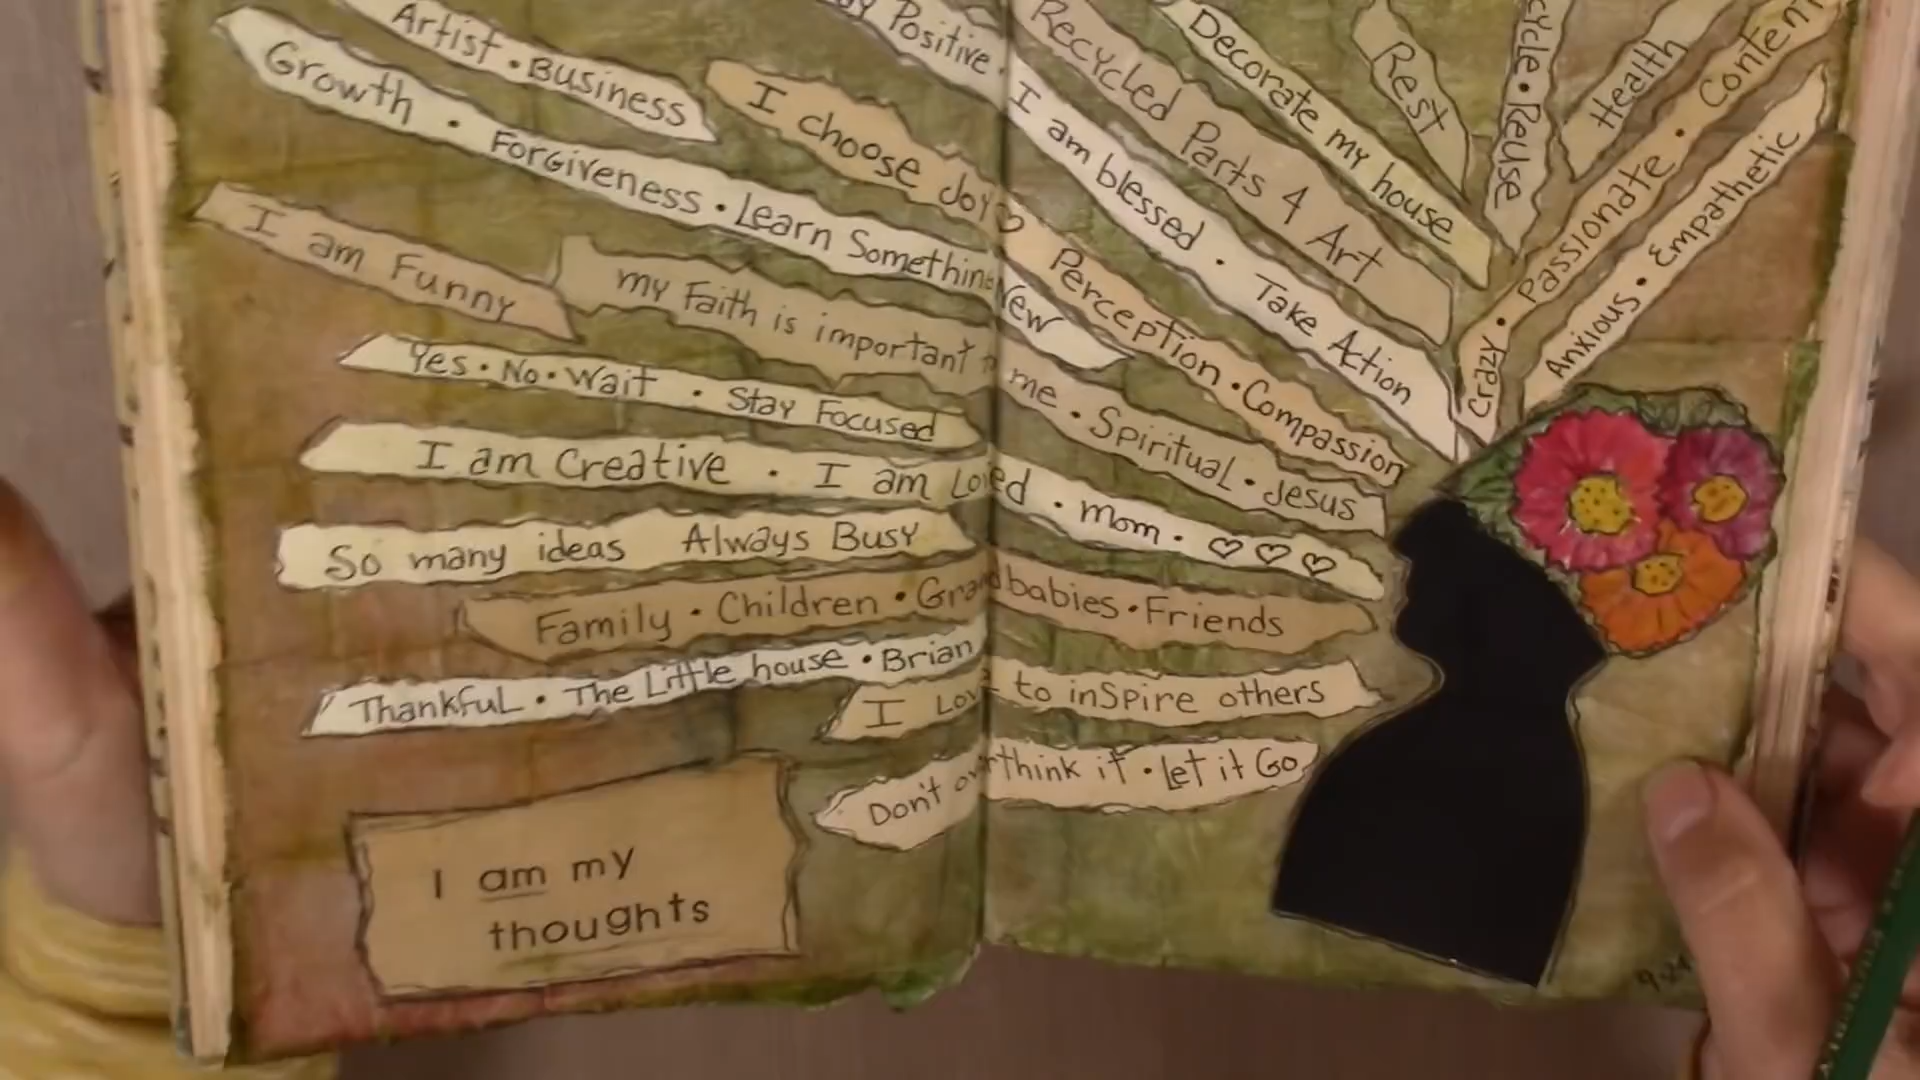 Artist • Business
Growth • Forgiveness • Learn Something New
I choose Joy ♡ Perception • Compassion
Positive • I am blessed • Take Action
Recycled Parts 4 Art
Decorate my house
Rest
Reuse
Health
Crazy • Passionate • Content
Anxious • Empathetic
I am Funny
my Faith is important to me • Spiritual • Jesus
Yes • No • Wait • Stay Focused
I am Creative • I am Loved • Mom • ♡ ♡ ♡
So many ideas Always Busy
Family • Children • Grandbabies • Friends
Thankful • The Little house • Brian
I Love to inspire others
Don't overthink it • Let it Go
I am my
thoughts